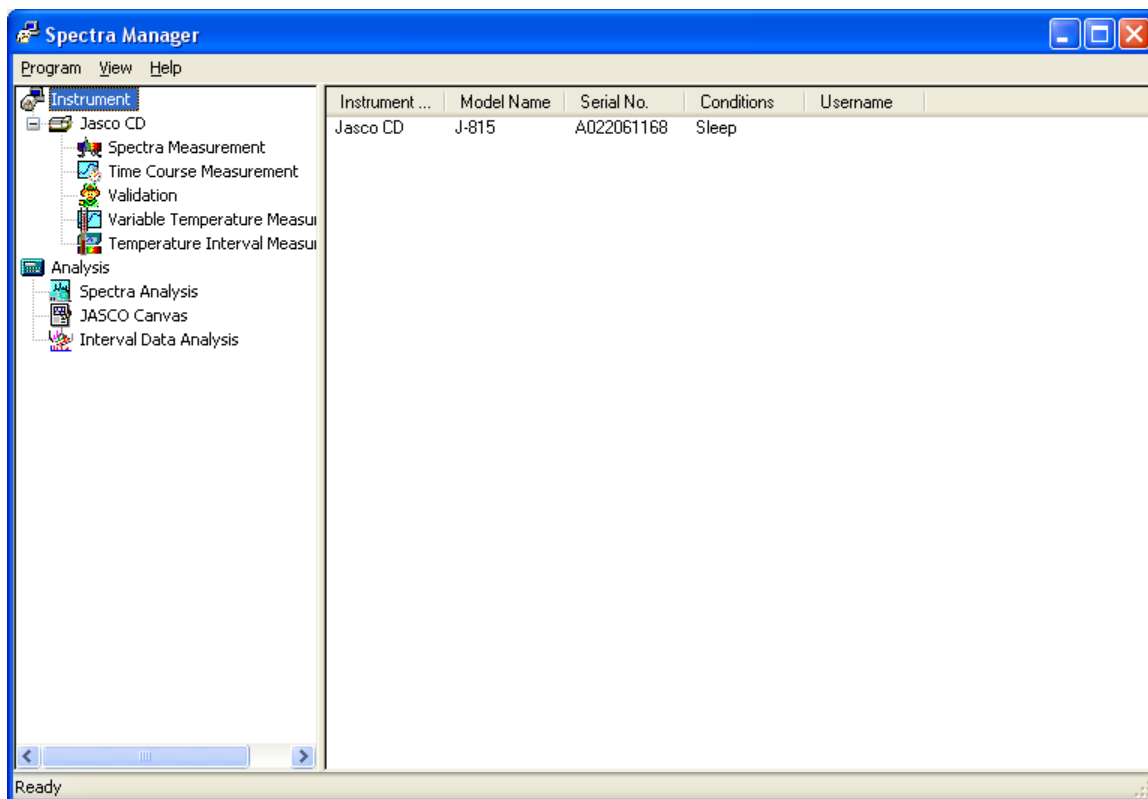 Spectra Manager
Program View Help
Instrument
Jasco CD
Spectra Measurement
Time Course Measurement
Validation
Variable Temperature Measu
Temperature Interval Measu
Analysis
Spectra Analysis
JASCO Canvas
Interval Data Analysis
Instrument ... Model Name Serial No. Conditions Username
Jasco CD J-815 A022061168 Sleep
Ready